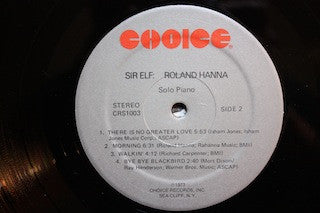 CHOICE®
SIR ELF: ROLAND HANNA
Solo Piano
STEREO
CRS1003
SIDE 2
1. THERE IS NO GREATER LOVE 5:53 (Isham Jones; Isham
Jones Music Corp; ASCAP)
2. MORNING 6:31 (Roland Hanna; Rahanna Music; BMI)
3. WALKIN' 4:12 (Richard Carpenter; BMI)
4. BYE BYE BLACKBIRD 2:40 (Mort Dixon/
Ray Henderson; Warner Bros. Music; ASCAP)
CHOICE RECORDS, INC.
SEA CLIFF, N.Y.